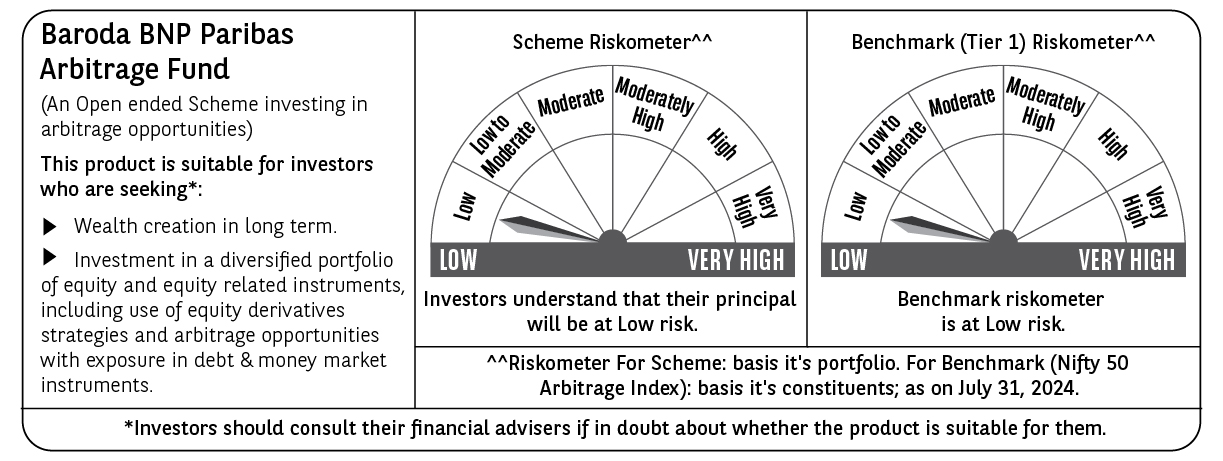 Baroda BNP Paribas
Arbitrage Fund
(An Open ended Scheme investing in
arbitrage opportunities)
This product is suitable for investors
who are seeking*:
▶ Wealth creation in long term.
▶ Investment in a diversified portfolio
of equity and equity related instruments,
including use of equity derivatives
strategies and arbitrage opportunities
with exposure in debt & money market
instruments.
Scheme Riskometer^^
Low
Low to
Moderate
Moderate
Moderately
High
High
Very
High
LOW VERY HIGH
Investors understand that their principal
will be at Low risk.
Benchmark (Tier 1) Riskometer^^
Low
Low to
Moderate
Moderate
Moderately
High
High
Very
High
LOW VERY HIGH
Benchmark riskometer
is at Low risk.
^^Riskometer For Scheme: basis it's portfolio. For Benchmark (Nifty 50
Arbitrage Index): basis it's constituents; as on July 31, 2024.
*Investors should consult their financial advisers if in doubt about whether the product is suitable for them.